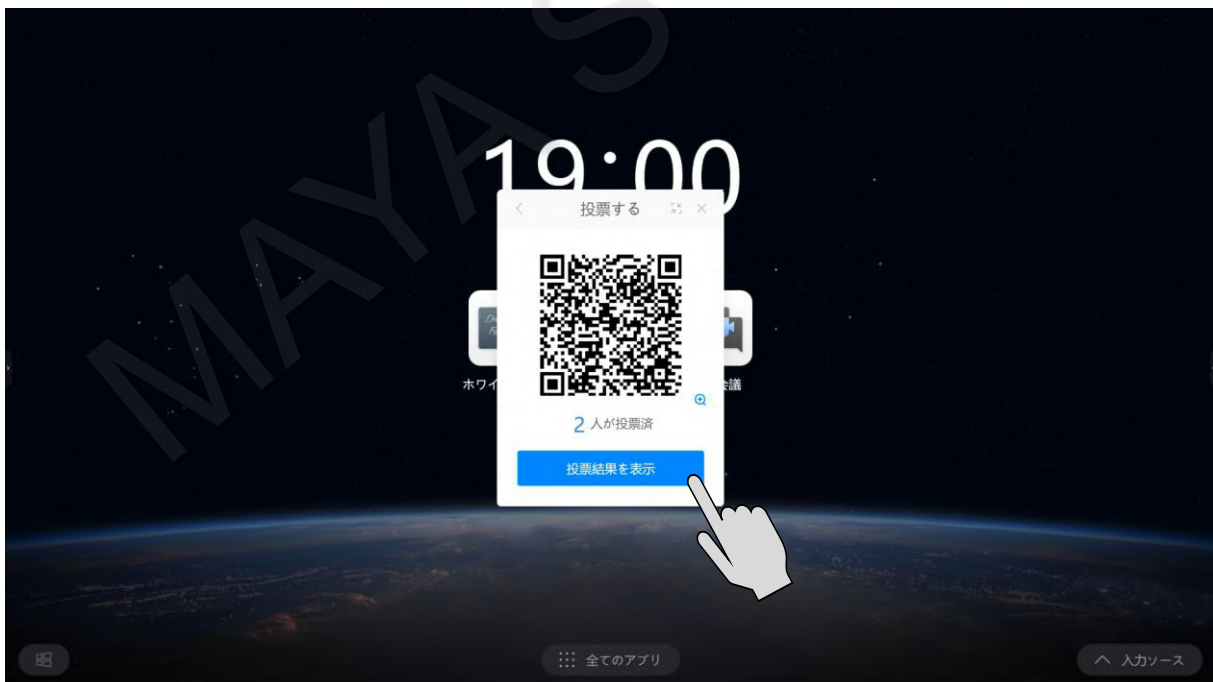 19:00
投票する
ホワイ
会議
2 人が投票済
投票結果を表示
全てのアプリ
入力ソース
MAYA S